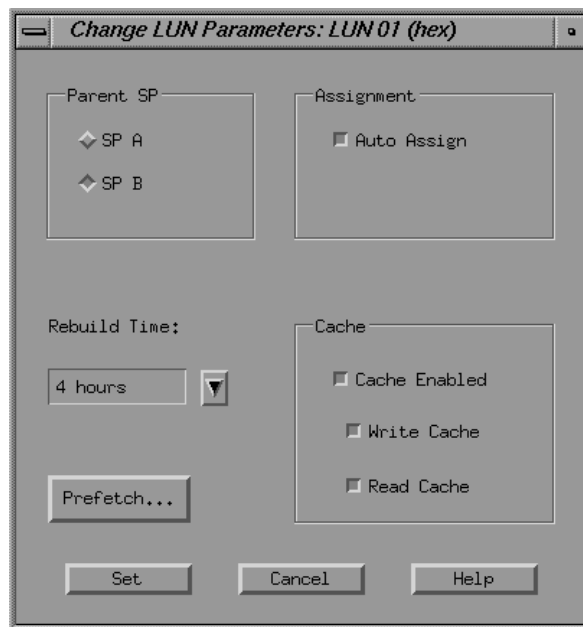 Change LUN Parameters: LUN 01 (hex)
Parent SP
SP A
SP B
Assignment
Auto Assign
Rebuild Time:
4 hours
Prefetch...
Cache
Cache Enabled
Write Cache
Read Cache
Set
Cancel
Help